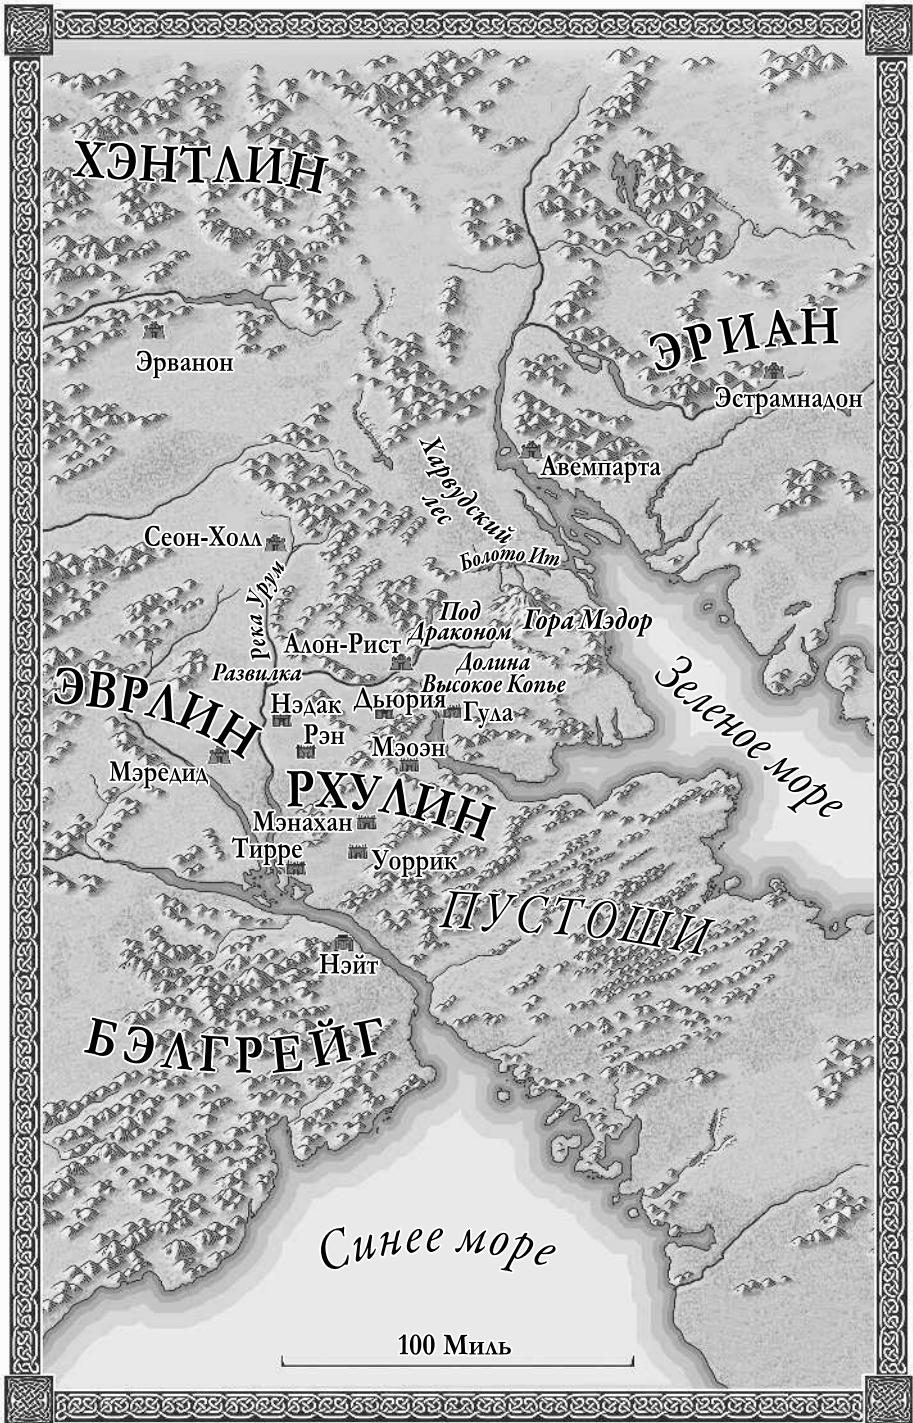 ХЭНТЛИН
ЭРИАН
Эрванон
Эстрамнадон
Авемпарта
Харвудский
лес
Сеон-Холл
Болото Ит
Река Урум
Под
Драконом
Гора Мэдор
Алон-Рист
Развилка
Долина
Высокое Копье
ЭВРЛИН
Нэдак
Дьюрия
Гула
Зеленое море
Рэн
Мэоэн
Мэредид
РХУЛИН
Мэнахан
Тирре
Уоррик
ПУСТОШИ
Нэйт
БЭЛГРЕЙГ
Синее море
100 Миль